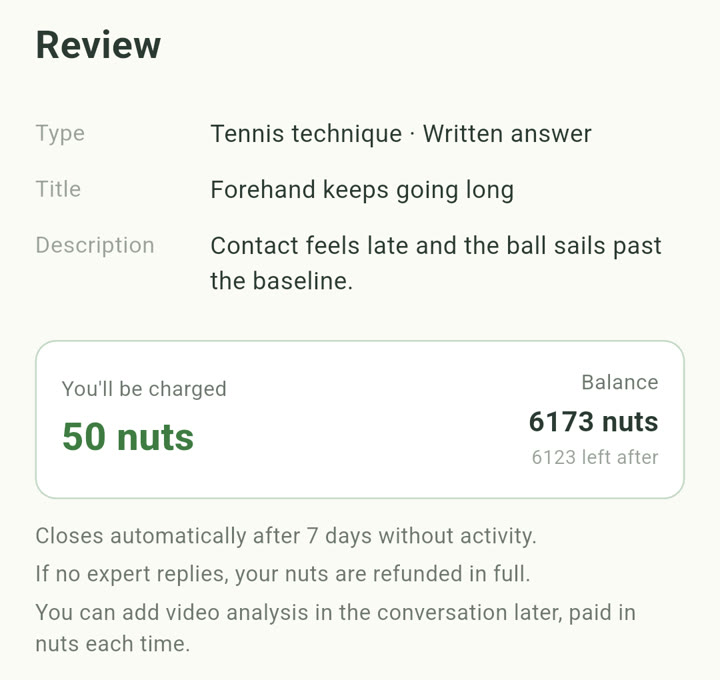 Review
Type
Tennis technique · Written answer
Title
Forehand keeps going long
Description
Contact feels late and the ball sails past
the baseline.
You'll be charged
50 nuts
Balance
6173 nuts
6123 left after
Closes automatically after 7 days without activity.
If no expert replies, your nuts are refunded in full.
You can add video analysis in the conversation later, paid in
nuts each time.